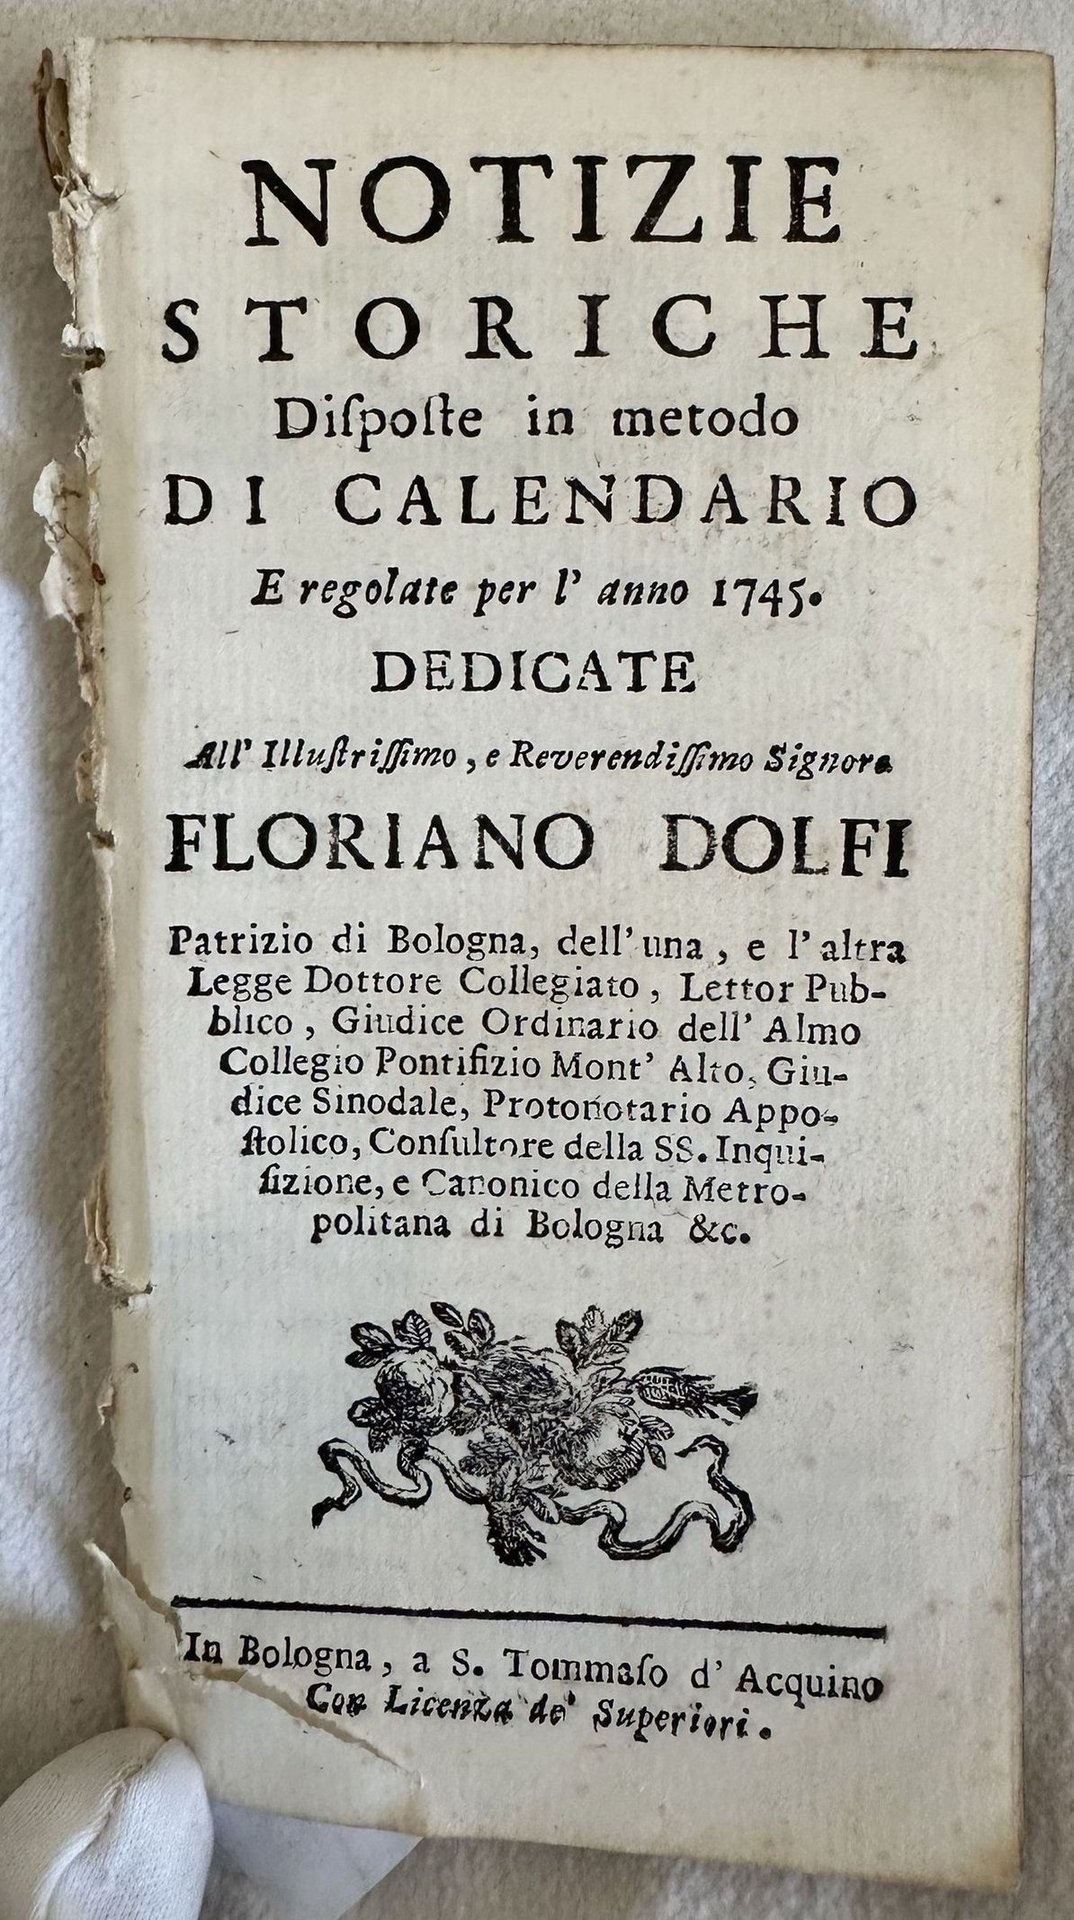 NOTIZIE
STORICHE
Diſpoſte in metodo
DI CALENDARIO
E regolate per l' anno 1745.
DEDICATE
All' Illuſtriſſimo, e Reverendiſſimo Signore
FLORIANO DOLFI
Patrizio di Bologna, dell' una, e l' altra
Legge Dottore Collegiato, Lettor Pub-
blico, Giudice Ordinario dell' Almo
Collegio Pontifizio Mont' Alto, Giu-
dice Sinodale, Protonotario Appo-
ſtolico, Conſultore della SS. Inqui-
ſizione, e Canonico della Metro-
politana di Bologna &c.
In Bologna, a S. Tommaſo d' Acquino
Con Licenza de' Superiori.